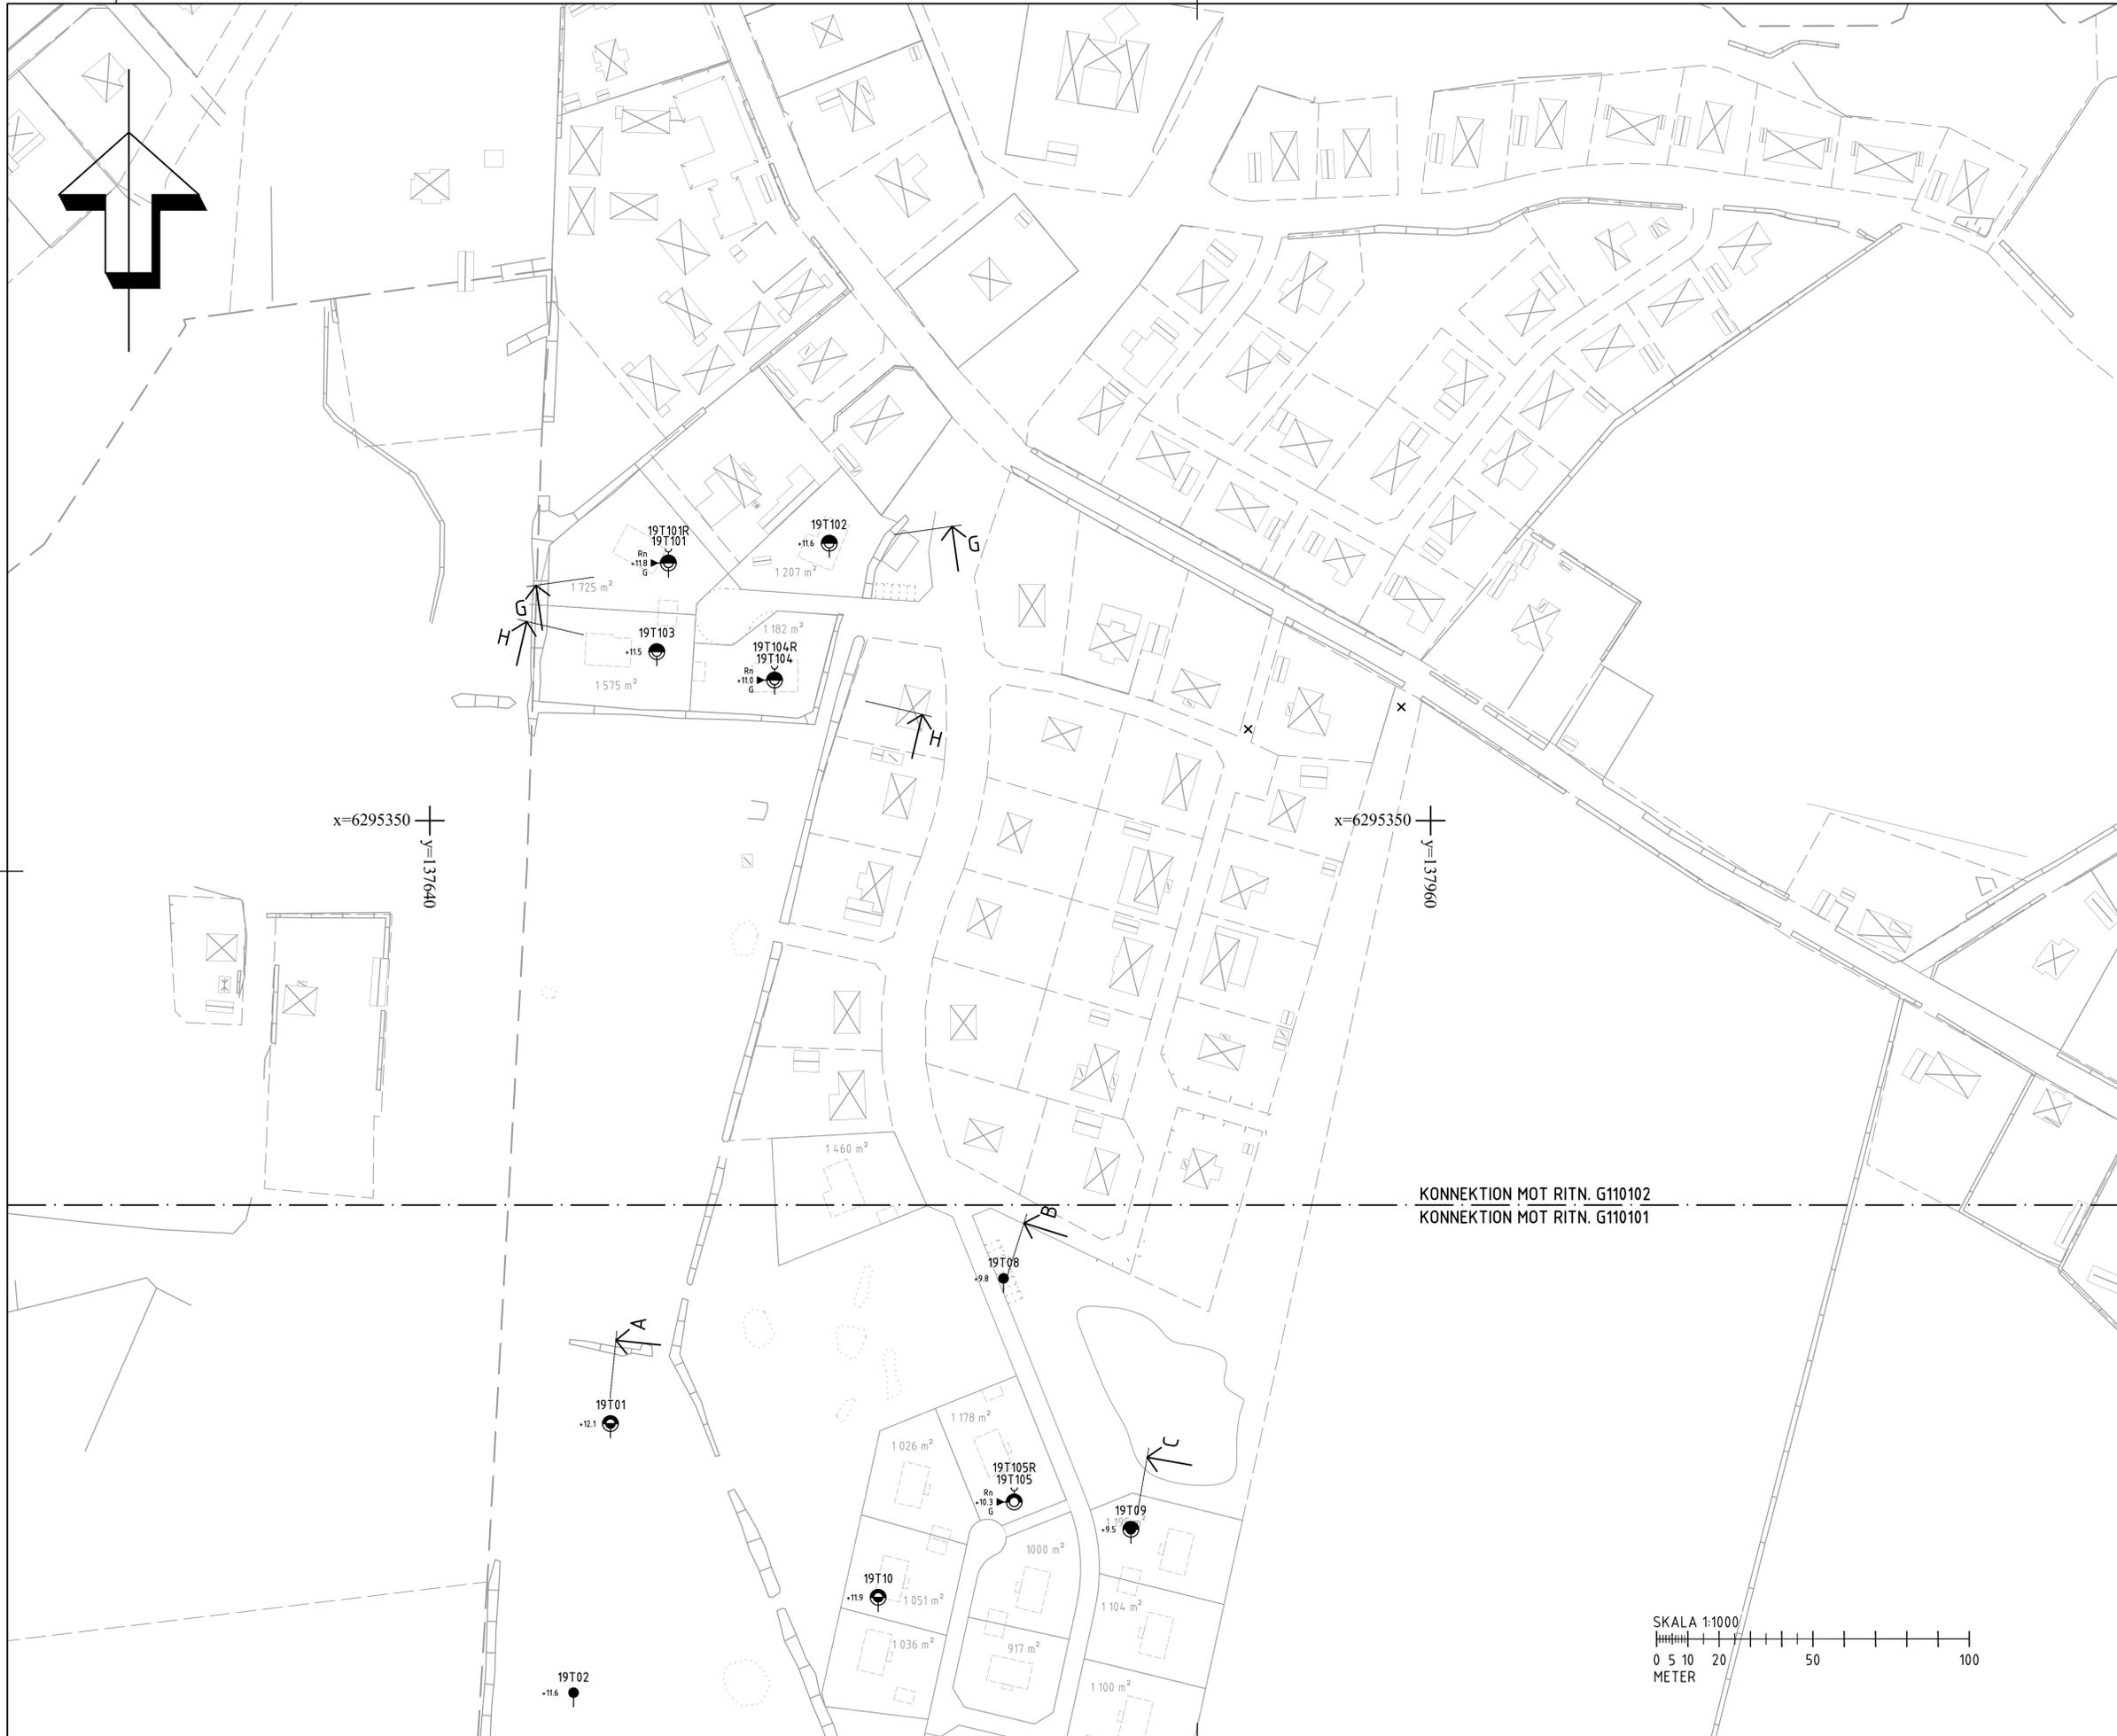 19T101R
19T101
Rn
+11.8
G
19T102
+11.6
G
1 207 m²
1 725 m²
G
H
19T103
+11.5
1 182 m²
19T104R
19T104
Rn
+11.0
G
1 575 m²
H
x=6295350
y=137640
x=6295350
y=137960
1 460 m²
KONNEKTION MOT RITN. G110102
KONNEKTION MOT RITN. G110101
B
19T08
+9.8
A
19T01
+12.1
1 178 m²
1 026 m²
C
19T105R
19T105
Rn
+10.3
G
19T09
+9.5
1000 m²
19T10
+11.9
1 051 m²
1 104 m²
1 036 m²
917 m²
19T02
+11.6
1 100 m²
SKALA 1:1000
0 5 10 20 50 100
METER